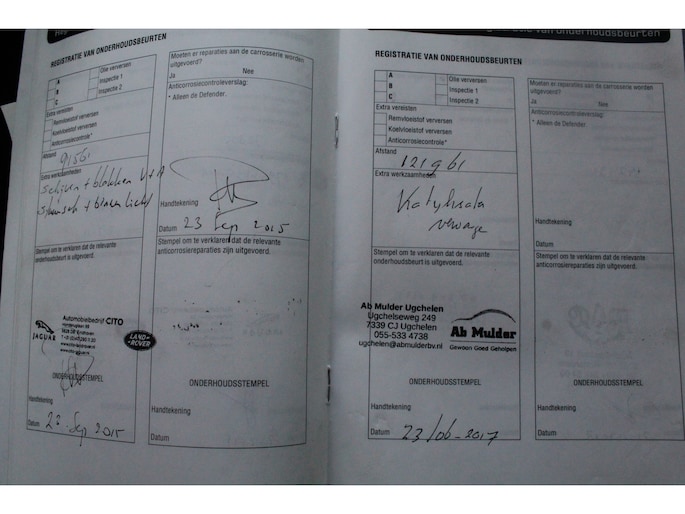 REGISTRATIE VAN ONDERHOUDSBEURTEN
A
B
C
Olie verversen
Inspectie 1
Inspectie 2
Extra vereisten
Remvloeistof verversen
Koelvloeistof verversen
Anticorrosiecontrole*
Afstand
Extra werkzaamheden
schijven + blokken V+A
Stempel om te verklaren dat de relevante
onderhoudsbeurt is uitgevoerd.
Automobielbedrijf CITO
JAGUAR
LAND-
ROVER
ONDERHOUDSSTEMPEL
Datum 22 Sep 2015
Moeten er reparaties aan de carrosserie worden
uitgevoerd?
Ja Nee
Anticorrosiecontroleverslag:
* Alleen de Defender.
Handtekening
Datum 23 Sep 2015
Stempel om te verklaren dat de relevante
anticorrosiereparaties zijn uitgevoerd.
ONDERHOUDSSTEMPEL
Handtekening
Datum
onderhoudsbeurten
REGISTRATIE VAN ONDERHOUDSBEURTEN
A
B
C
Olie verversen
Inspectie 1
Inspectie 2
Extra vereisten
Remvloeistof verversen
Koelvloeistof verversen
Anticorrosiecontrole*
Afstand
121961
Extra werkzaamheden
Stempel om te verklaren dat de relevante
onderhoudsbeurt is uitgevoerd.
Ab Mulder Ugchelen
Ugchelseweg 249
7339 CJ Ugchelen
055-533 4738
ugchelen@abmulderbv.nl
Ab Mulder
Gewoon Goed Geholpen
ONDERHOUDSSTEMPEL
Handtekening
Datum 23/06-2017
Moeten er reparaties aan de carrosserie worden
uitgevoerd?
Ja Nee
Anticorrosiecontroleverslag:
* Alleen de Defender.
Handtekening
Datum
Stempel om te verklaren dat de relevante
anticorrosiereparaties zijn uitgevoerd.
ONDERHOUDSSTEMPEL
Handtekening
Datum